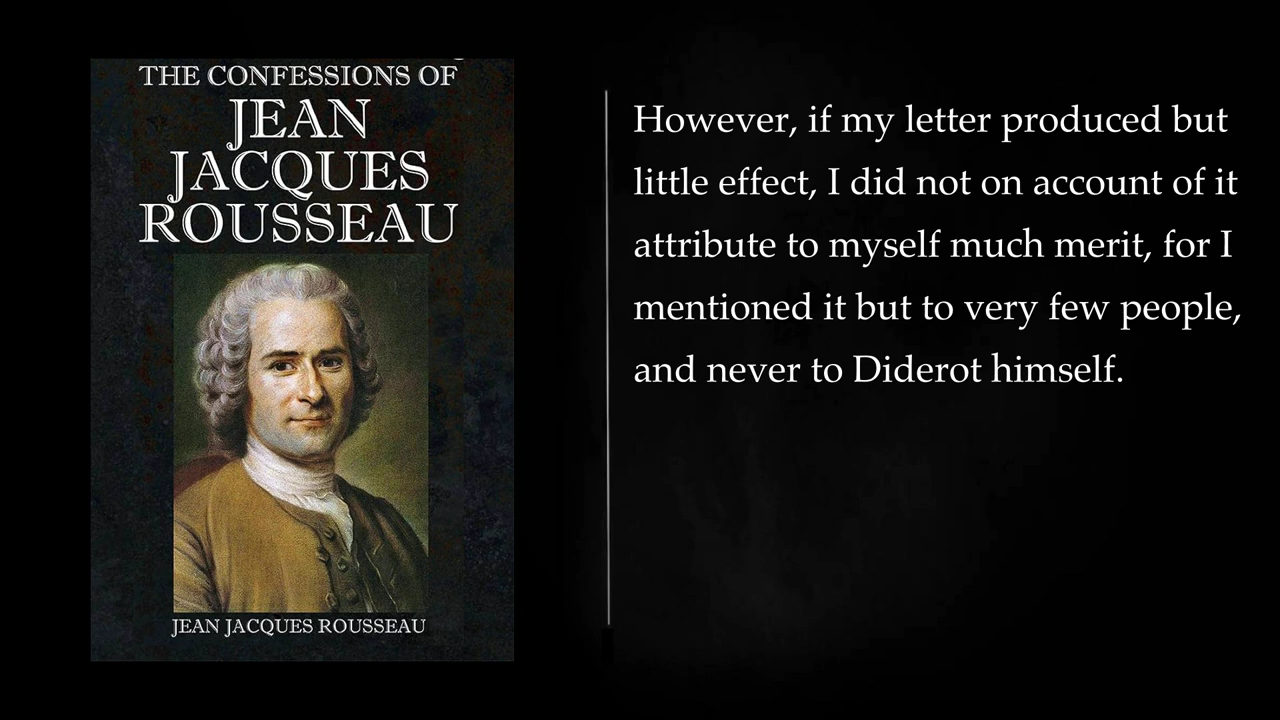 THE CONFESSIONS OF
JEAN
JACQUES
ROUSSEAU
JEAN JACQUES ROUSSEAU
However, if my letter produced but
little effect, I did not on account of it
attribute to myself much merit, for I
mentioned it but to very few people,
and never to Diderot himself.